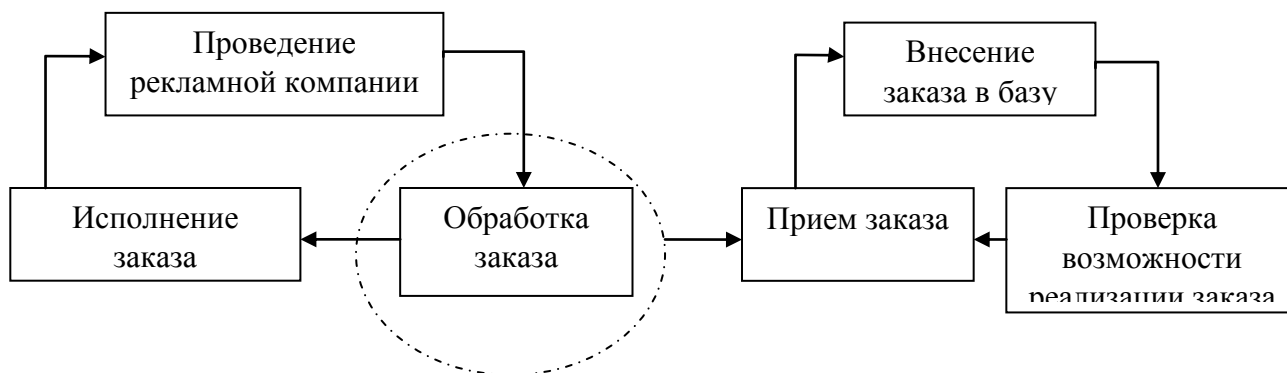 Проведение
рекламной компании
Внесение
заказа в базу
Исполнение
заказа
Обработка
заказа
Прием заказа
Проверка
возможности
реализации заказа